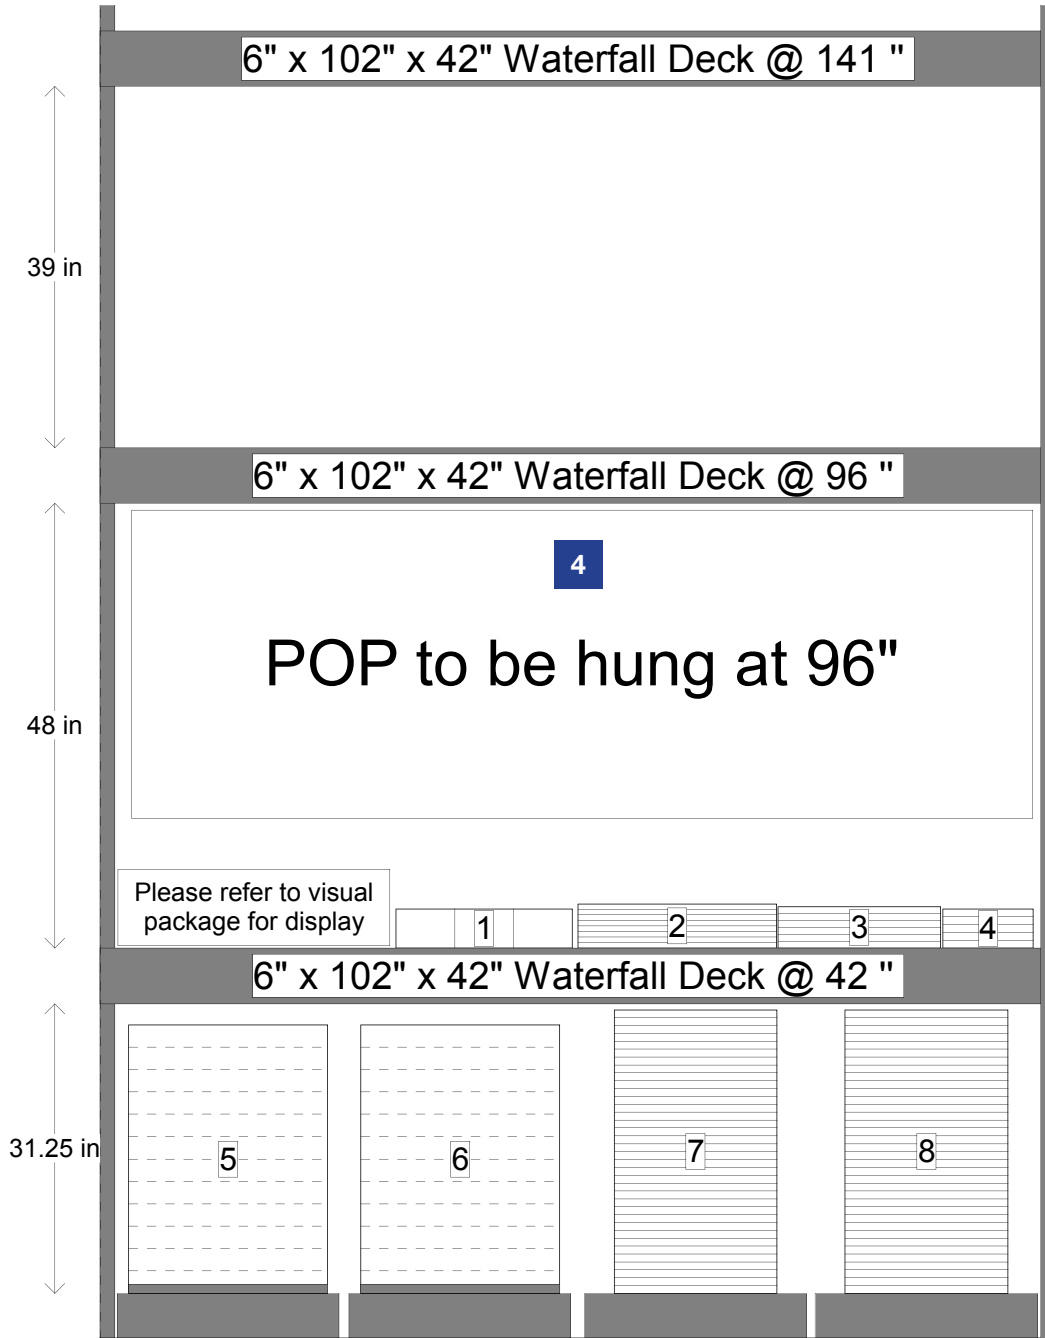 6" x 102" x 42" Waterfall Deck @ 141 "
39 in
6" x 102" x 42" Waterfall Deck @ 96 "
4
POP to be hung at 96"
48 in
Please refer to visual
package for display
1
2
3
4
6" x 102" x 42" Waterfall Deck @ 42 "
31.25 in
5
6
7
8